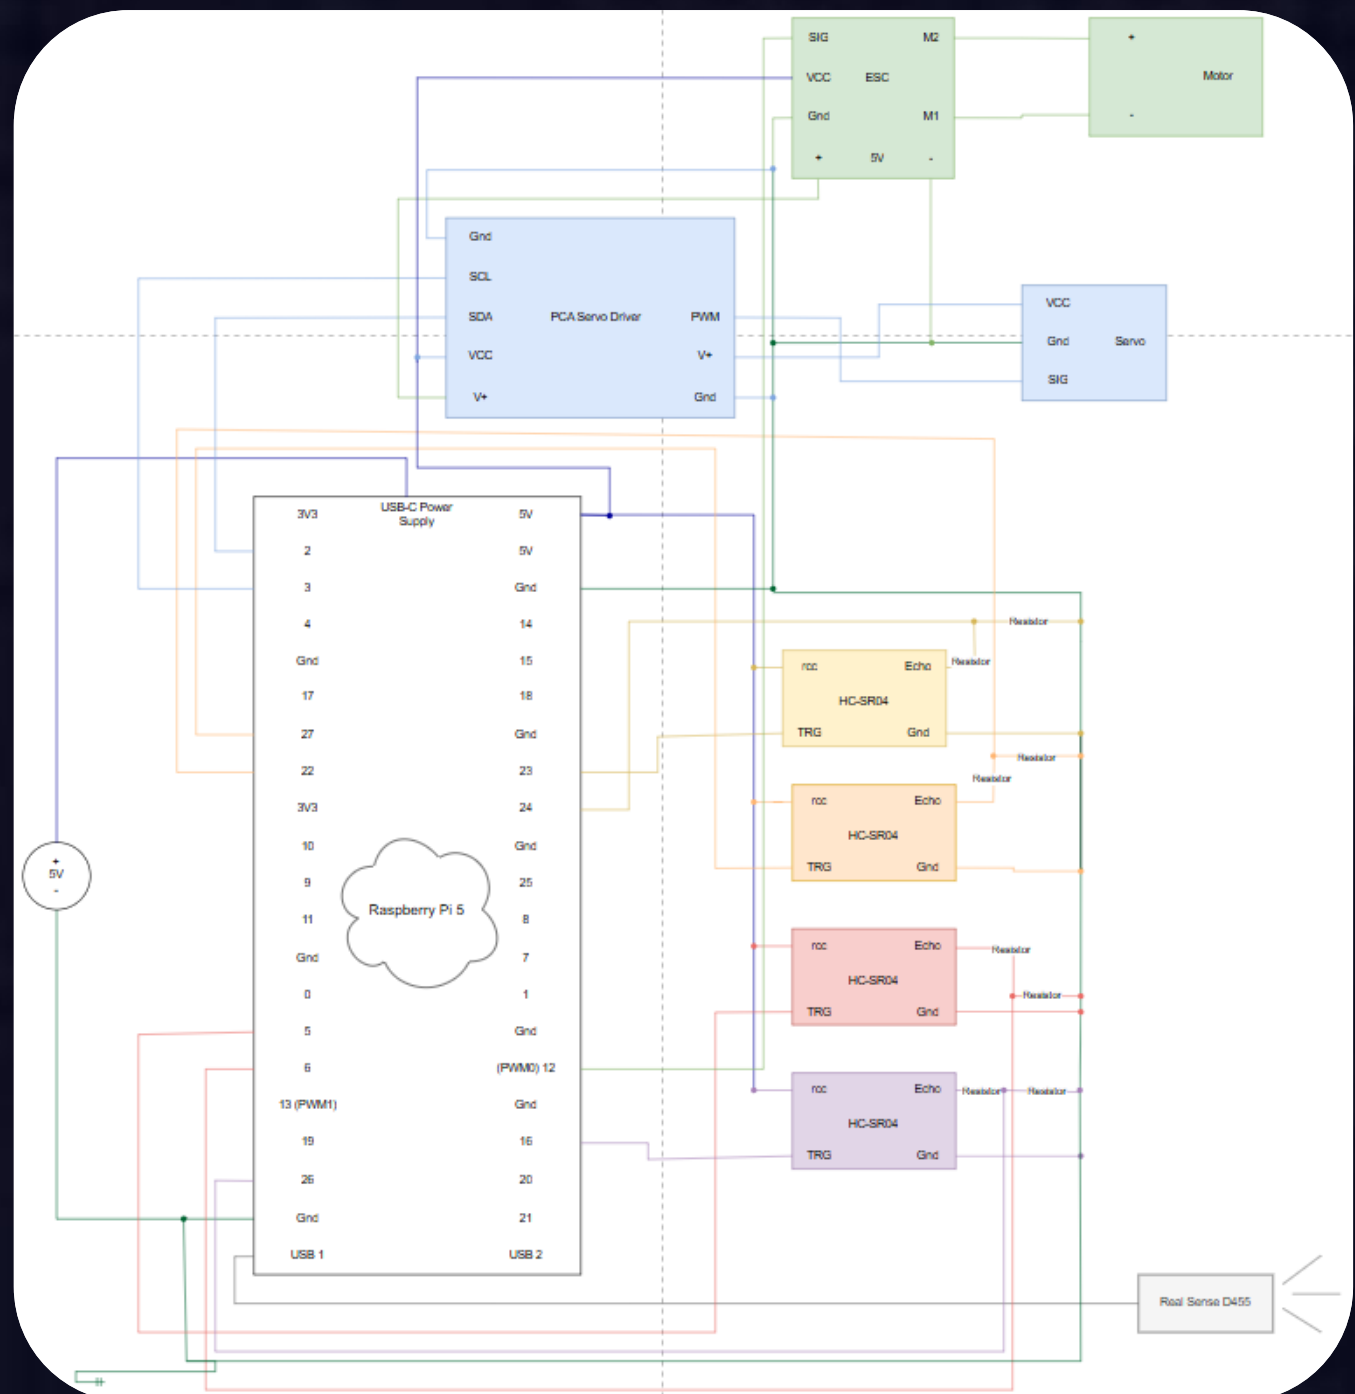 SIG
M2
VCC
ESC
Gnd
M1
+
5V
-
+
Motor
-
Gnd
SCL
SDA
PCA Servo Driver
PWM
VCC
V+
V+
Gnd
VCC
Gnd
Servo
SIG
USB-C Power
Supply
3V3
5V
2
5V
3
Gnd
4
14
Gnd
15
17
18
27
Gnd
22
23
3V3
24
10
Gnd
9
25
11
8
Gnd
7
0
1
5
Gnd
6
(PWM0) 12
13 (PWM1)
Gnd
19
16
26
20
Gnd
21
USB 1
USB 2
Raspberry Pi 5
+
5V
-
Resistor
rcc
Echo
Resistor
HC-SR04
TRG
Gnd
Resistor
Resistor
rcc
Echo
HC-SR04
TRG
Gnd
rcc
Echo
Resistor
HC-SR04
Resistor
TRG
Gnd
rcc
Echo
Resistor
Resistor
HC-SR04
TRG
Gnd
Real Sense D455